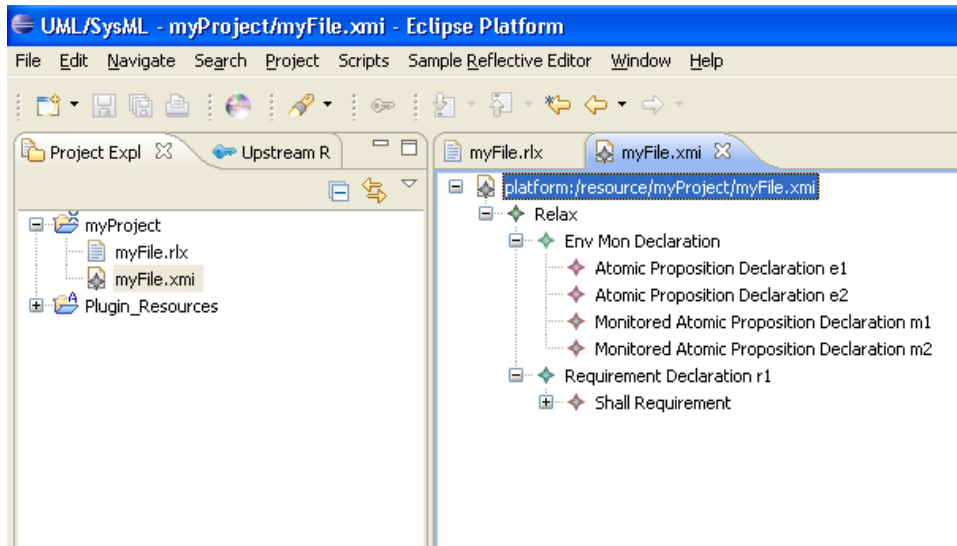 UML/SysML - myProject/myFile.xmi - Eclipse Platform
File Edit Navigate Search Project Scripts Sample Reflective Editor Window Help
Project Expl
Upstream R
myFile.rlx
myFile.xmi
myProject
myFile.rlx
myFile.xmi
Plugin_Resources
platform:/resource/myProject/myFile.xmi
Relax
Env Mon Declaration
Atomic Proposition Declaration e1
Atomic Proposition Declaration e2
Monitored Atomic Proposition Declaration m1
Monitored Atomic Proposition Declaration m2
Requirement Declaration r1
Shall Requirement